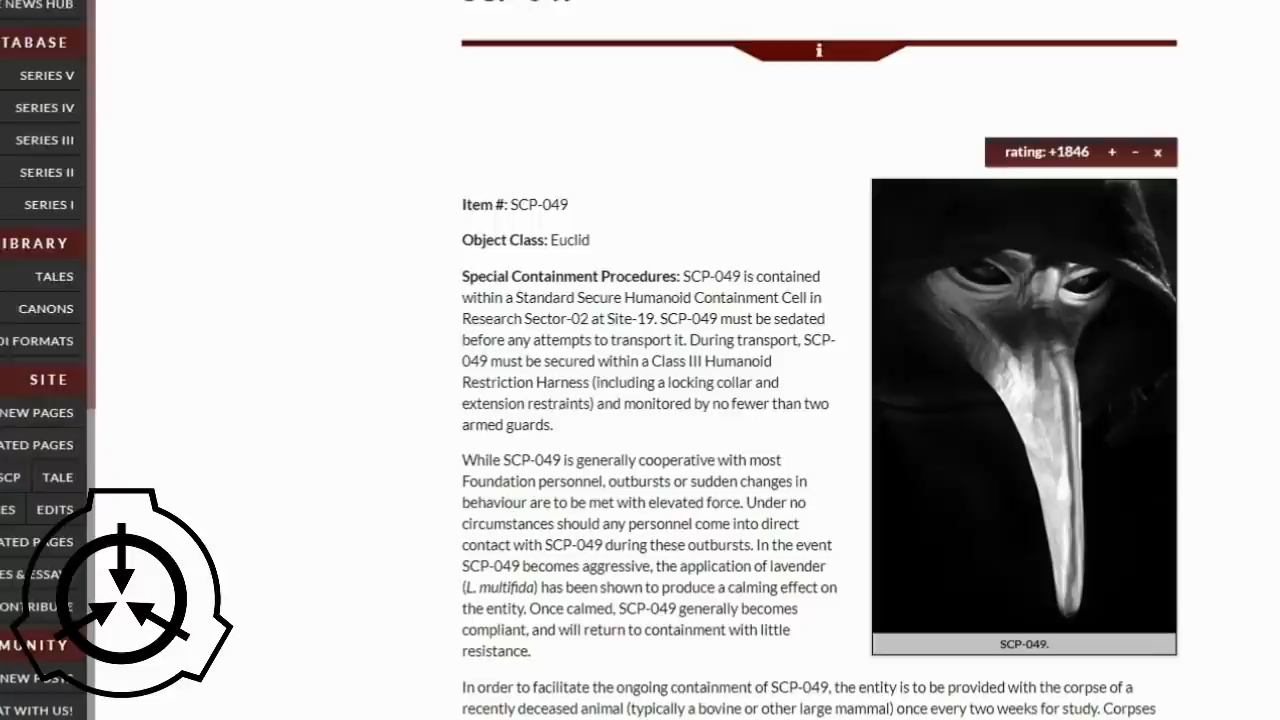 NEWS HUB
TABASE
SERIES V
SERIES IV
SERIES III
SERIES II
SERIES I
IBRARY
TALES
CANONS
OI FORMATS
SITE
NEW PAGES
ATED PAGES
SCP TALE
ES EDITS
ATED PAGES
ES & ESSAY
CONTRIBUTE
MUNITY
NEW POSTS
AT WITH US!
i
rating: +1846 + – x
Item #: SCP-049
Object Class: Euclid
Special Containment Procedures: SCP-049 is contained
within a Standard Secure Humanoid Containment Cell in
Research Sector-02 at Site-19. SCP-049 must be sedated
before any attempts to transport it. During transport, SCP-
049 must be secured within a Class III Humanoid
Restriction Harness (including a locking collar and
extension restraints) and monitored by no fewer than two
armed guards.
While SCP-049 is generally cooperative with most
Foundation personnel, outbursts or sudden changes in
behaviour are to be met with elevated force. Under no
circumstances should any personnel come into direct
contact with SCP-049 during these outbursts. In the event
SCP-049 becomes aggressive, the application of lavender
(L. multifida) has been shown to produce a calming effect on
the entity. Once calmed, SCP-049 generally becomes
compliant, and will return to containment with little
resistance.
SCP-049.
In order to facilitate the ongoing containment of SCP-049, the entity is to be provided with the corpse of a
recently deceased animal (typically a bovine or other large mammal) once every two weeks for study. Corpses